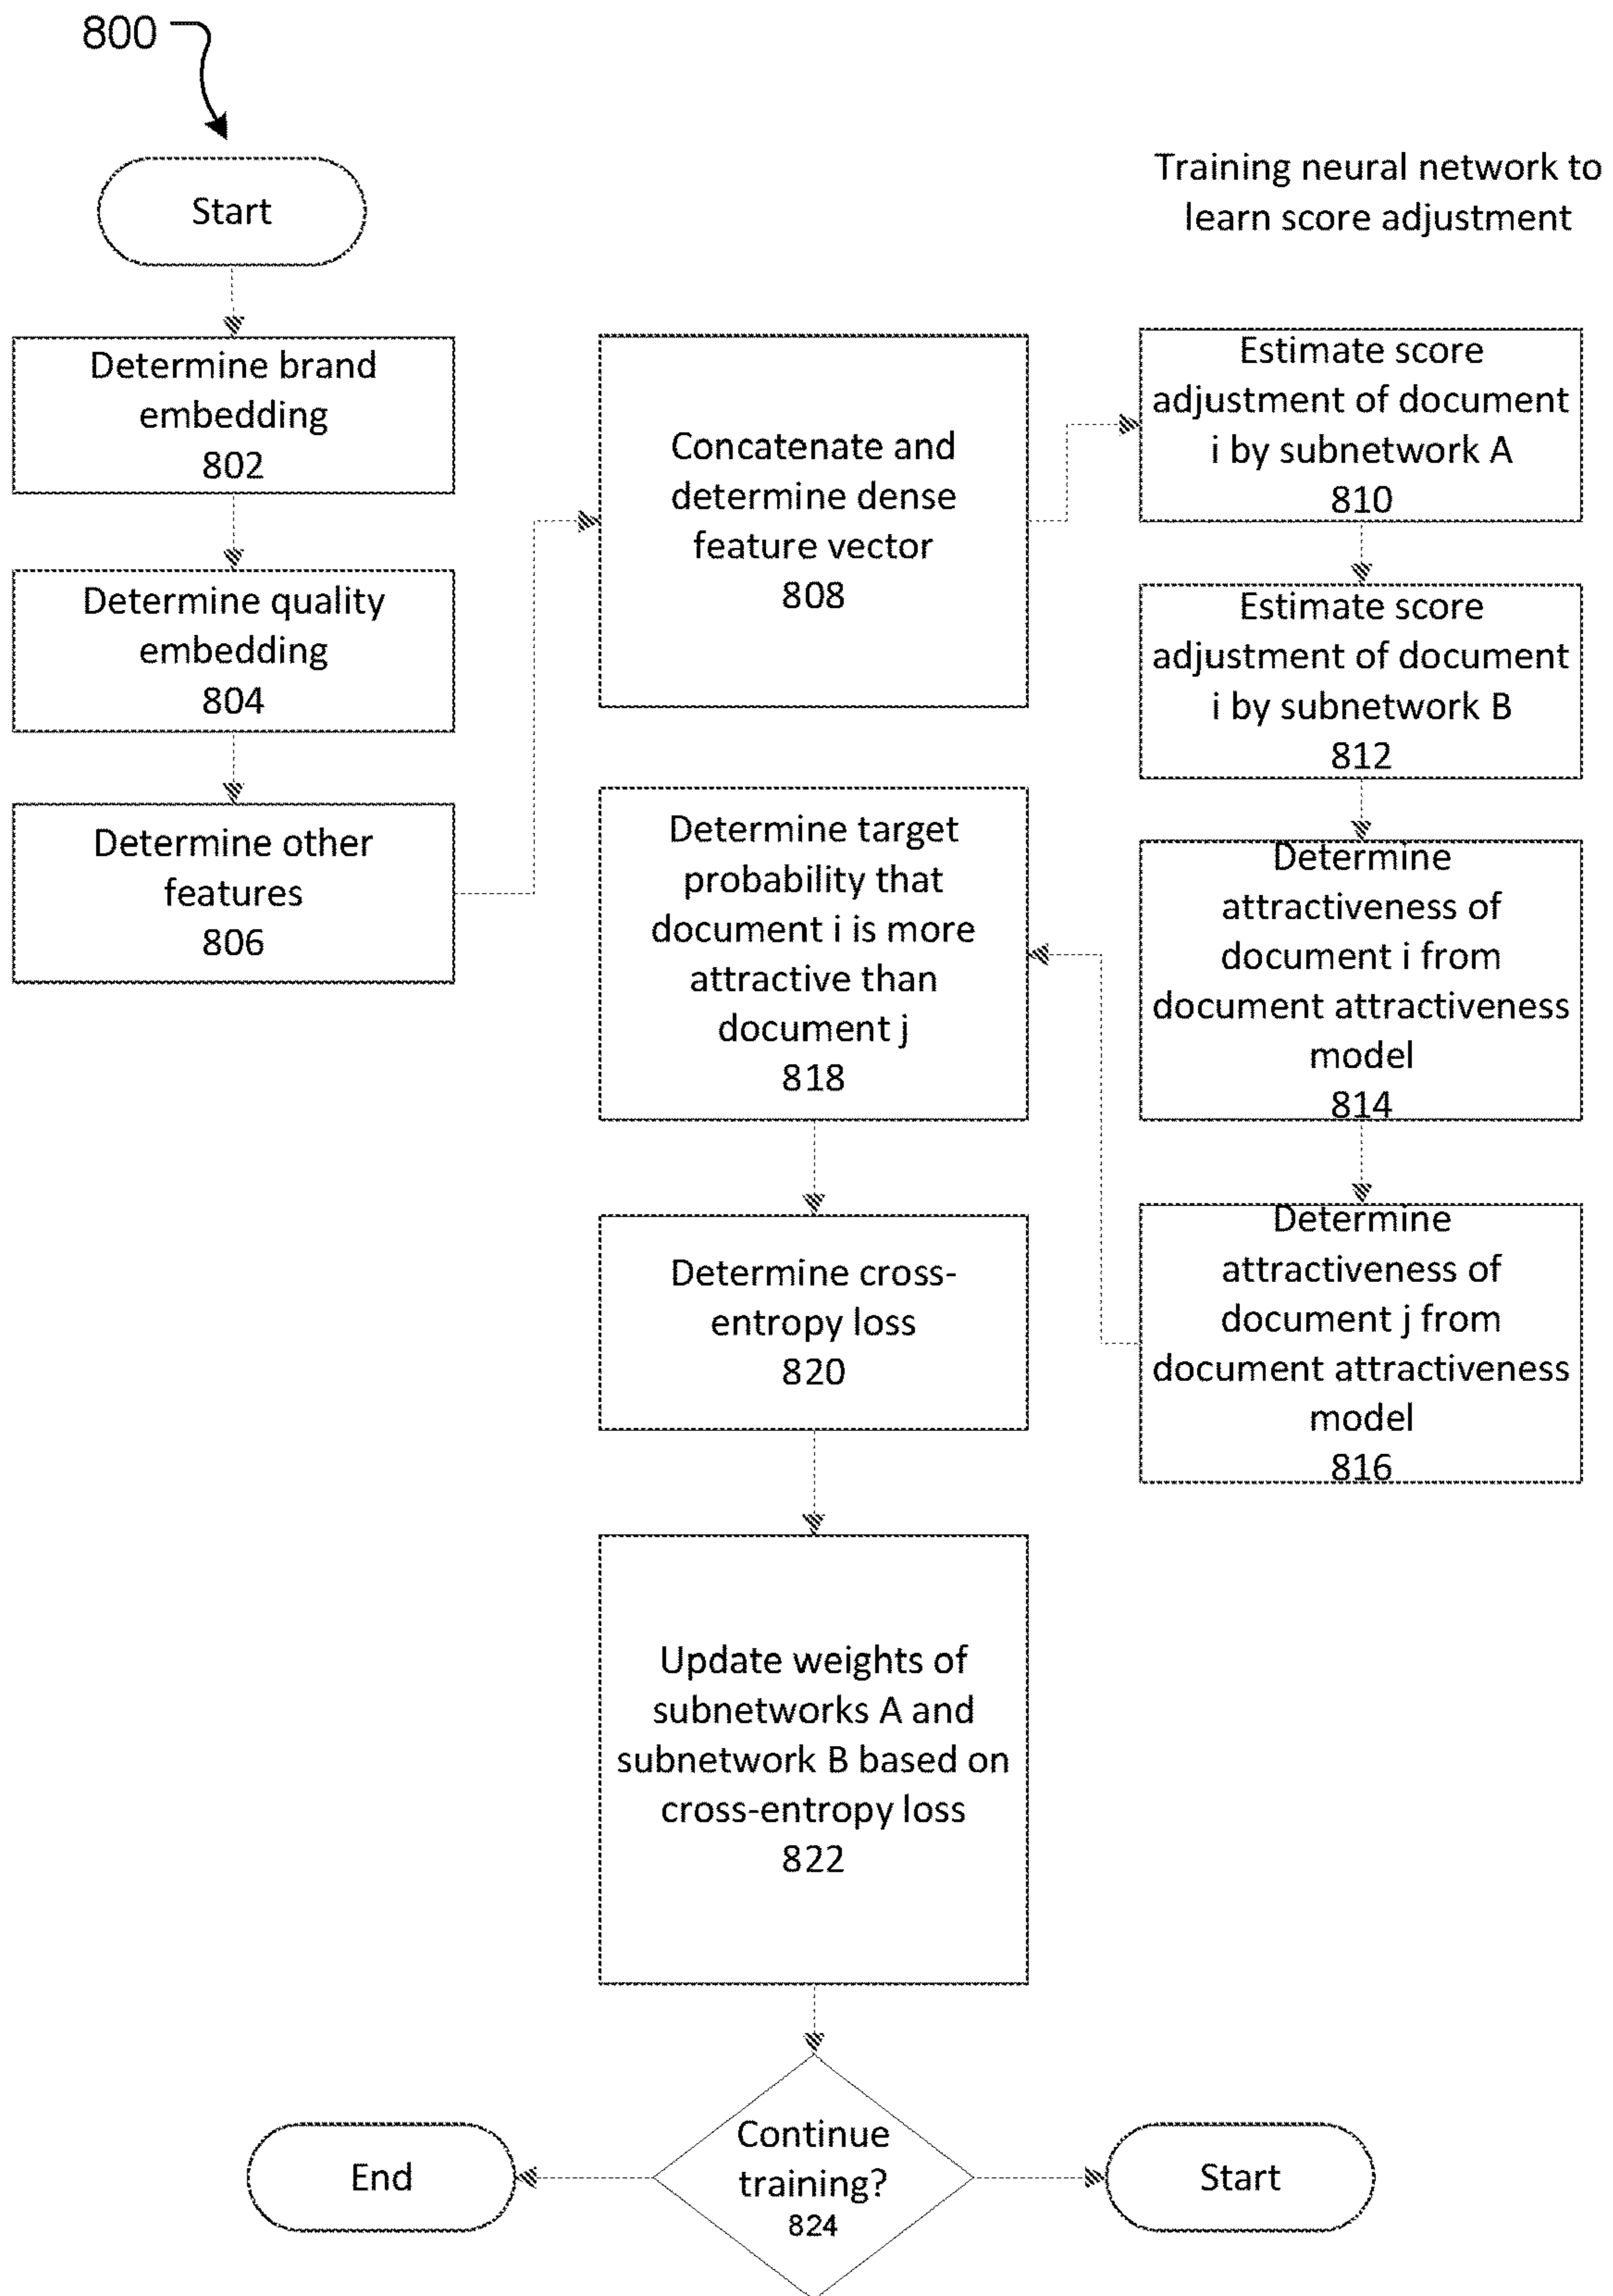 800
Training neural network to
learn score adjustment
Start
Determine brand
embedding
802
Determine quality
embedding
804
Determine other
features
806
Concatenate and
determine dense
feature vector
808
Estimate score
adjustment of document
i by subnetwork A
810
Estimate score
adjustment of document
i by subnetwork B
812
Determine
attractiveness of
document i from
document attractiveness
model
814
Determine
attractiveness of
document j from
document attractiveness
model
816
Determine target
probability that
document i is more
attractive than
document j
818
Determine cross-
entropy loss
820
Update weights of
subnetworks A and
subnetwork B based on
cross-entropy loss
822
Continue
training?
824
End
Start